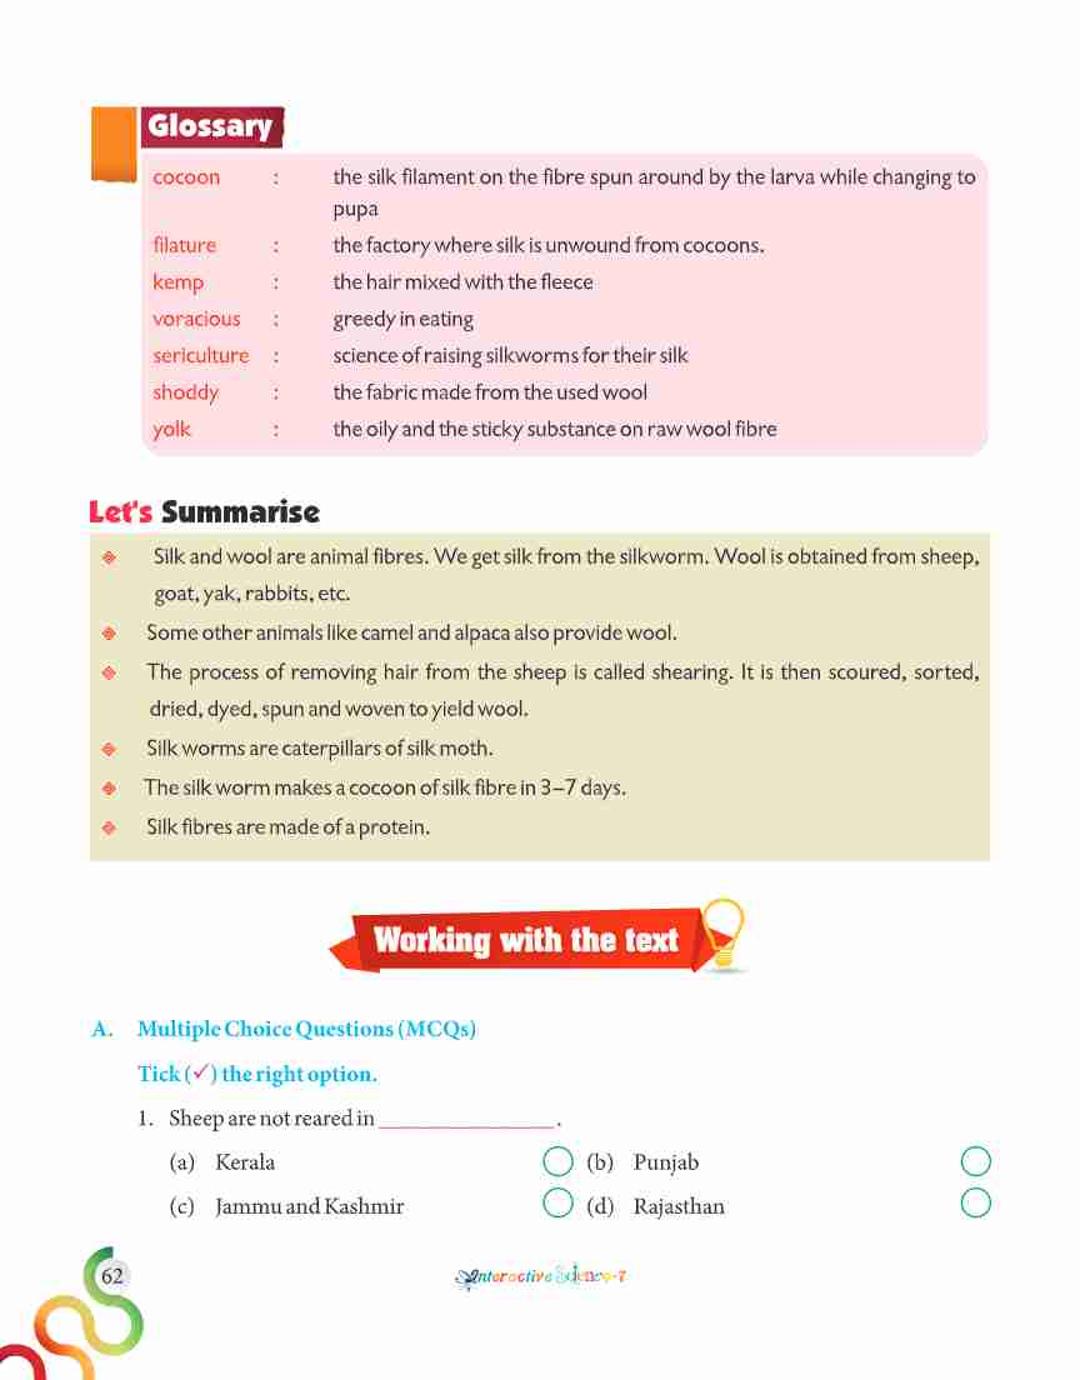 Glossary
cocoon : the silk filament on the fibre spun around by the larva while changing to
pupa
filature : the factory where silk is unwound from cocoons.
kemp : the hair mixed with the fleece
voracious : greedy in eating
sericulture : science of raising silkworms for their silk
shoddy : the fabric made from the used wool
yolk : the oily and the sticky substance on raw wool fibre
Let's Summarise
Silk and wool are animal fibres. We get silk from the silkworm. Wool is obtained from sheep,
goat, yak, rabbits, etc.
Some other animals like camel and alpaca also provide wool.
The process of removing hair from the sheep is called shearing. It is then scoured, sorted,
dried, dyed, spun and woven to yield wool.
Silk worms are caterpillars of silk moth.
The silk worm makes a cocoon of silk fibre in 3–7 days.
Silk fibres are made of a protein.
Working with the text
A. Multiple Choice Questions (MCQs)
Tick (✓) the right option.
1. Sheep are not reared in ________________.
(a) Kerala (b) Punjab
(c) Jammu and Kashmir (d) Rajasthan
62
Interactive Science-7